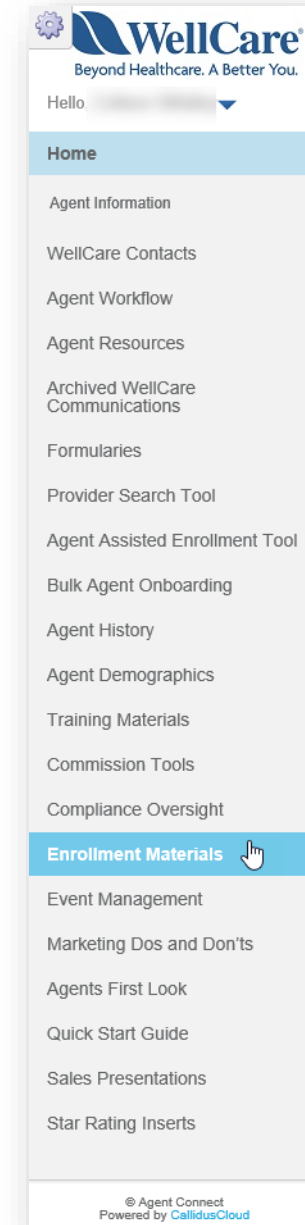 WellCare®
Beyond Healthcare. A Better You.
Hello
Home
Agent Information
WellCare Contacts
Agent Workflow
Agent Resources
Archived WellCare
Communications
Formularies
Provider Search Tool
Agent Assisted Enrollment Tool
Bulk Agent Onboarding
Agent History
Agent Demographics
Training Materials
Commission Tools
Compliance Oversight
Enrollment Materials
Event Management
Marketing Dos and Don'ts
Agents First Look
Quick Start Guide
Sales Presentations
Star Rating Inserts
© Agent Connect
Powered by CallidusCloud